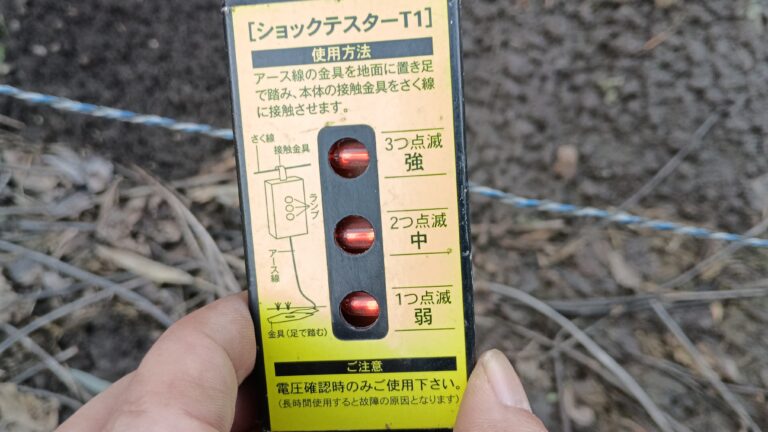 [ショックテスターT1]
使用方法
アース線の金具を地面に置き足
で踏み、本体の接触金具をさく線
に接触させます。
さく線
接触金具
ランプ
アース線
金具(足で踏む)
3つ点滅
強
2つ点滅
中
1つ点滅
弱
ご注意
電圧確認時のみご使用下さい。
(長時間使用すると故障の原因となります)